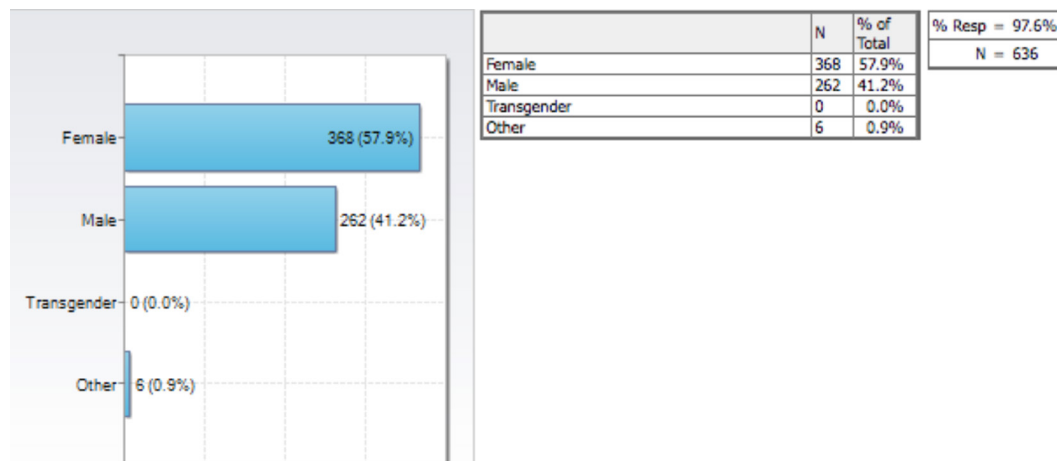 Female
368 (57.9%)
Male
262 (41.2%)
Transgender
0 (0.0%)
Other
6 (0.9%)
N % of Total
Female 368 57.9%
Male 262 41.2%
Transgender 0 0.0%
Other 6 0.9%
% Resp = 97.6%
N = 636